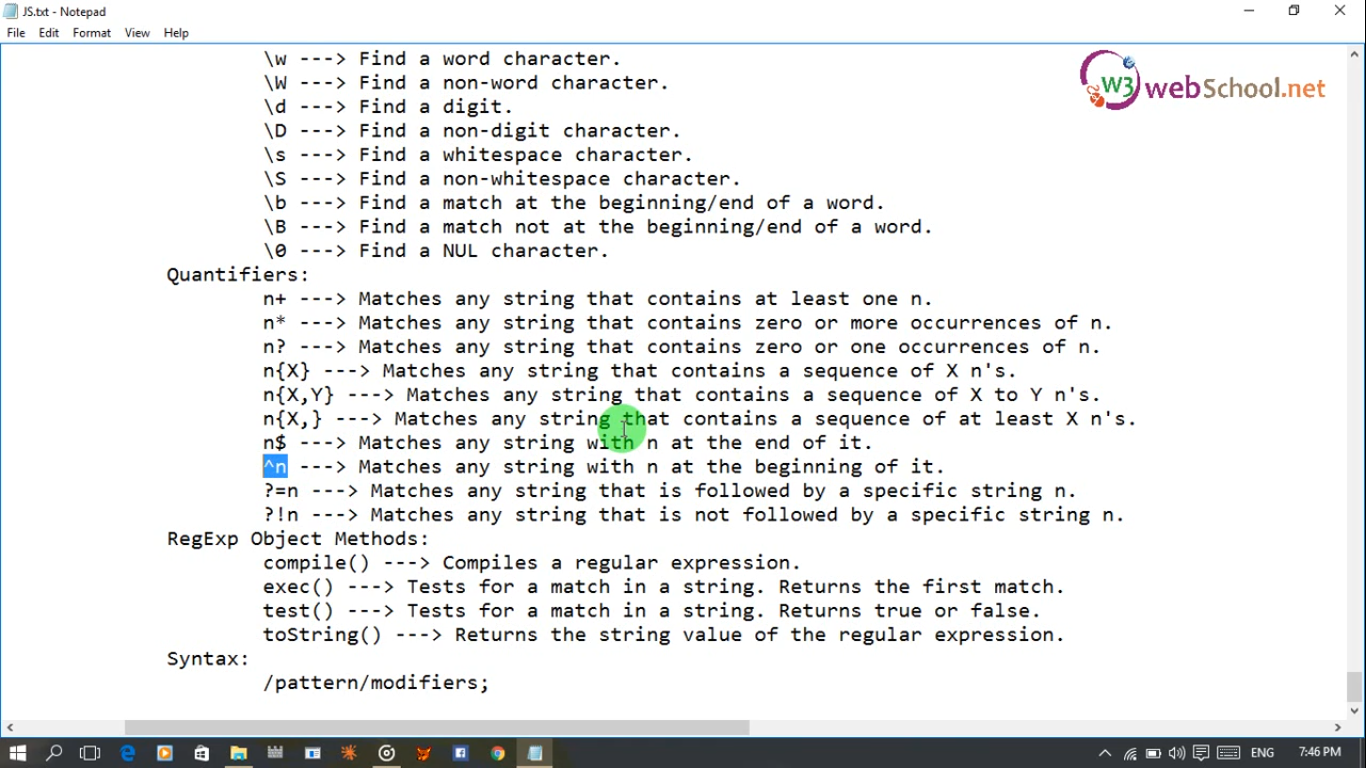 JS.txt - Notepad
File Edit Format View Help
W3
webSchool.net
\w ---> Find a word character.
\W ---> Find a non-word character.
\d ---> Find a digit.
\D ---> Find a non-digit character.
\s ---> Find a whitespace character.
\S ---> Find a non-whitespace character.
\b ---> Find a match at the beginning/end of a word.
\B ---> Find a match not at the beginning/end of a word.
\0 ---> Find a NUL character.
Quantifiers:
n+ ---> Matches any string that contains at least one n.
n* ---> Matches any string that contains zero or more occurrences of n.
n? ---> Matches any string that contains zero or one occurrences of n.
n{X} ---> Matches any string that contains a sequence of X n's.
n{X,Y} ---> Matches any string that contains a sequence of X to Y n's.
n{X,} ---> Matches any string that contains a sequence of at least X n's.
n$ ---> Matches any string with n at the end of it.
^n ---> Matches any string with n at the beginning of it.
?=n ---> Matches any string that is followed by a specific string n.
?!n ---> Matches any string that is not followed by a specific string n.
RegExp Object Methods:
compile() ---> Compiles a regular expression.
exec() ---> Tests for a match in a string. Returns the first match.
test() ---> Tests for a match in a string. Returns true or false.
toString() ---> Returns the string value of the regular expression.
Syntax:
/pattern/modifiers;
ENG 7:46 PM